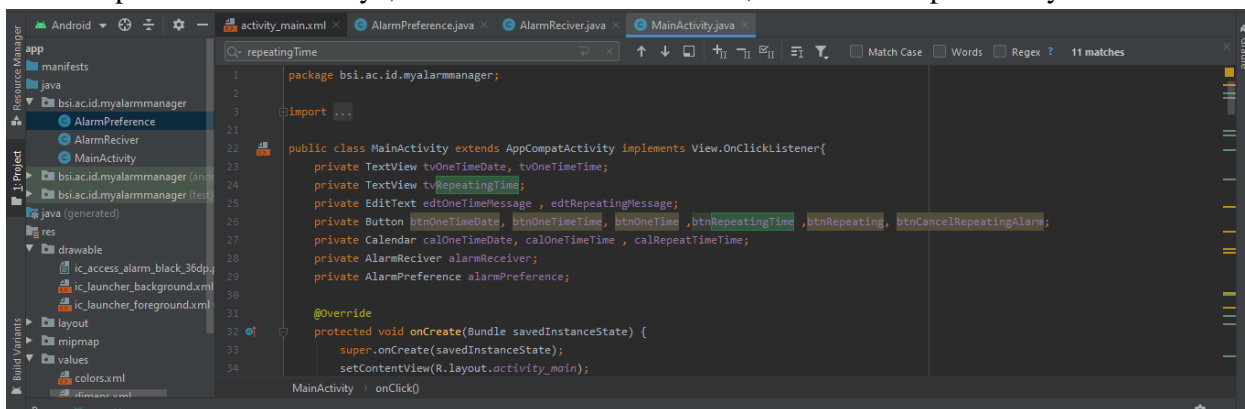 Android
activity_main.xml
AlarmPreference.java
AlarmReciver.java
MainActivity.java
repeatingTime
Match Case
Words
Regex ?
11 matches
Resource Manager
1: Project
Build Variants
app
manifests
java
bsi.ac.id.myalarmmanager
AlarmPreference
AlarmReciver
MainActivity
bsi.ac.id.myalarmmanager (andr
bsi.ac.id.myalarmmanager (test)
java (generated)
res
drawable
ic_access_alarm_black_36dp.p
ic_launcher_background.xml
ic_launcher_foreground.xml
layout
mipmap
values
colors.xml
dimens.xml
1 package bsi.ac.id.myalarmmanager;
2
3 import ...
21
22 public class MainActivity extends AppCompatActivity implements View.OnClickListener{
23 private TextView tvOneTimeDate, tvOneTimeTime;
24 private TextView tvRepeatingTime;
25 private EditText edtOneTimeMessage , edtRepeatingMessage;
26 private Button btnOneTimeDate, btnOneTimeTime, btnOneTime ,btnRepeatingTime ,btnRepeating, btnCancelRepeatingAlarm;
27 private Calendar calOneTimeDate, calOneTimeTime , calRepeatTimeTime;
28 private AlarmReciver alarmReceiver;
29 private AlarmPreference alarmPreference;
30
31 @Override
32 protected void onCreate(Bundle savedInstanceState) {
33 super.onCreate(savedInstanceState);
34 setContentView(R.layout.activity_main);
MainActivity > onClick()